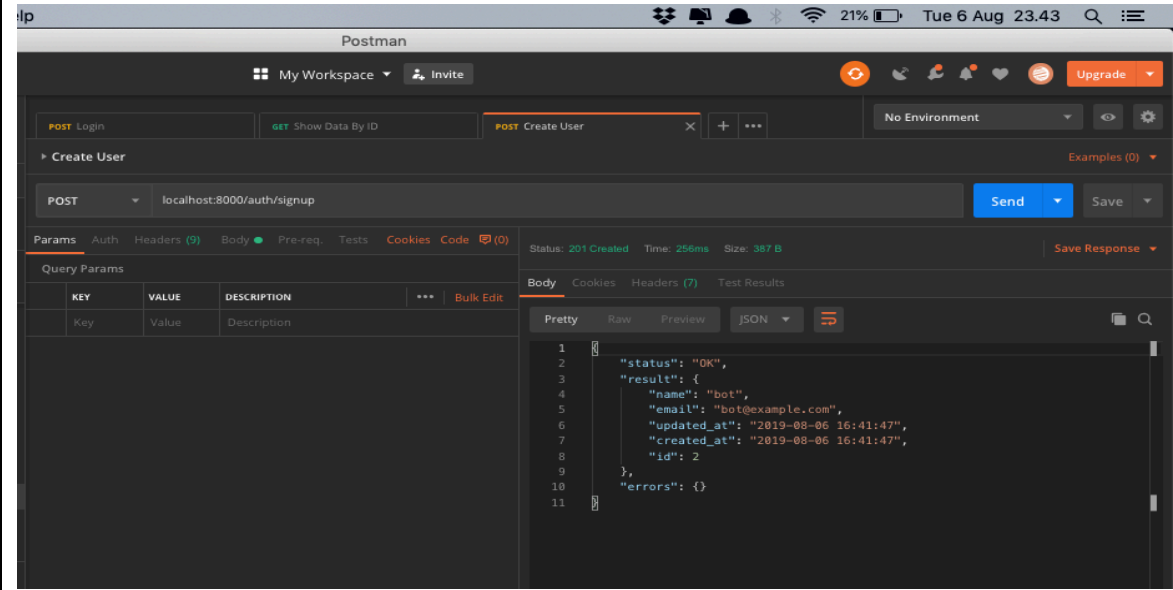 elp
21% Tue 6 Aug 23.43
Postman
My Workspace Invite Upgrade
POST Login GET Show Data By ID POST Create User No Environment
Create User Examples (0)
POST localhost:8000/auth/signup Send Save
Params Auth Headers (9) Body Pre-req. Tests Cookies Code (0)
Query Params
KEY VALUE DESCRIPTION Bulk Edit
Key Value Description
Status: 201 Created Time: 256ms Size: 387 B Save Response
Body Cookies Headers (7) Test Results
Pretty Raw Preview JSON
1 {
2 "status": "OK",
3 "result": {
4 "name": "bot",
5 "email": "bot@example.com",
6 "updated_at": "2019-08-06 16:41:47",
7 "created_at": "2019-08-06 16:41:47",
8 "id": 2
9 },
10 "errors": {}
11 }